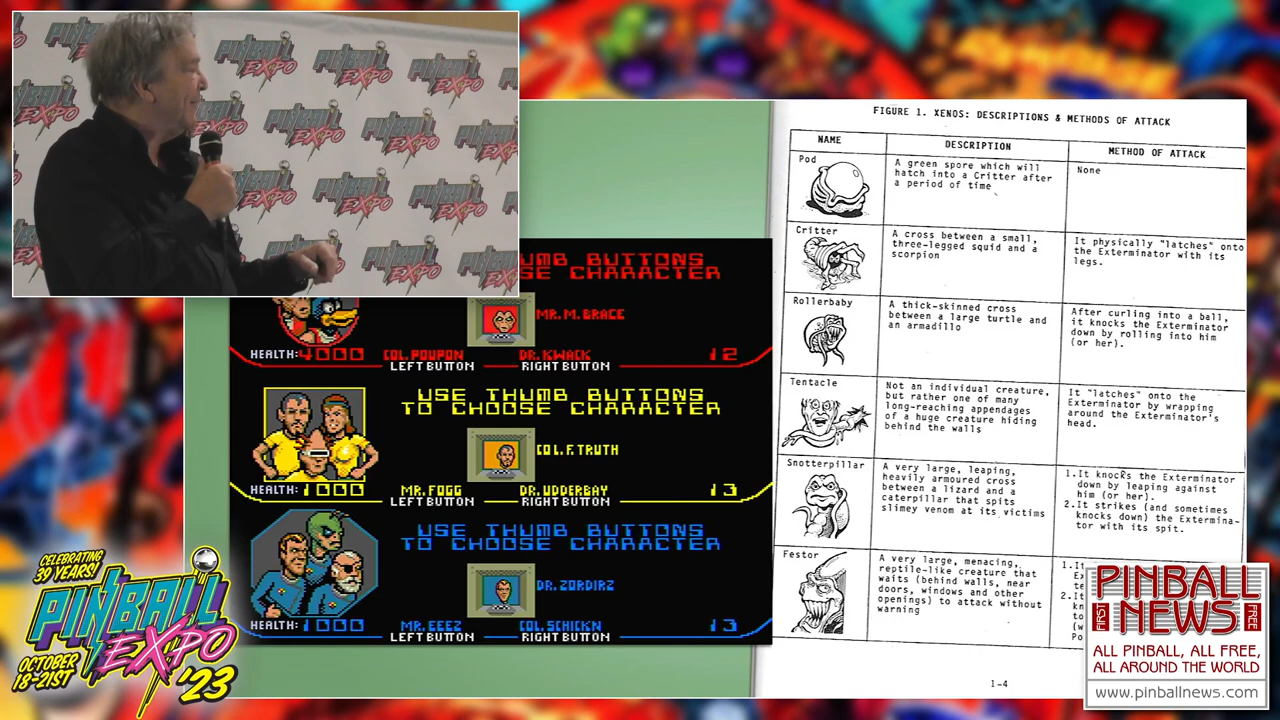 PINBALL EXPO
FIGURE 1. XENOS: DESCRIPTIONS & METHODS OF ATTACK
NAME
DESCRIPTION
METHOD OF ATTACK
Pod
A green spore which will
hatch into a Critter after
a period of time
None
Critter
A cross between a small,
three-legged squid and a
scorpion
It physically "latches" onto
the Exterminator with its
legs.
Rollerbaby
A thick-skinned cross
between a large turtle and
an armadillo
After curling into a ball,
it knocks the Exterminator
down by rolling into him
(or her).
Tentacle
Not an individual creature,
but rather one of many
long-reaching appendages
of a huge creature hiding
behind the walls
It "latches" onto the
Exterminator by wrapping
around the Exterminator's
head.
Snotterpillar
A very large, leaping,
heavily armoured cross
between a lizard and a
caterpillar that spits
slimey venom at its victims
1.It knocks the Exterminator
down by leaping against
him (or her).
2.It strikes (and sometimes
knocks down) the Extermina-
tor with its spit.
Festor
A very large, menacing,
reptile-like creature that
waits (behind walls, near
doors, windows and other
openings) to attack without
warning
1-4
UMB BUTTONS
SE CHARACTER
MR. M. BRACE
HEALTH: 4000 COL. POUPON DR. KWACK 12
LEFT BUTTON RIGHT BUTTON
USE THUMB BUTTONS
TO CHOOSE CHARACTER
COL. F. TRUTH
HEALTH: 1000 MR. FOGG DR. UDDERBAY 13
LEFT BUTTON RIGHT BUTTON
USE THUMB BUTTONS
TO CHOOSE CHARACTER
DR. ZORDIRZ
HEALTH: 1000 MR. EEEZ COL. SCHICKN 13
LEFT BUTTON RIGHT BUTTON
CELEBRATING
39 YEARS!
PINBALL
EXPO
OCTOBER
18-21ST
'23
PINBALL
FIRST NEWS FREE
ALL PINBALL, ALL FREE,
ALL AROUND THE WORLD
www.pinballnews.com